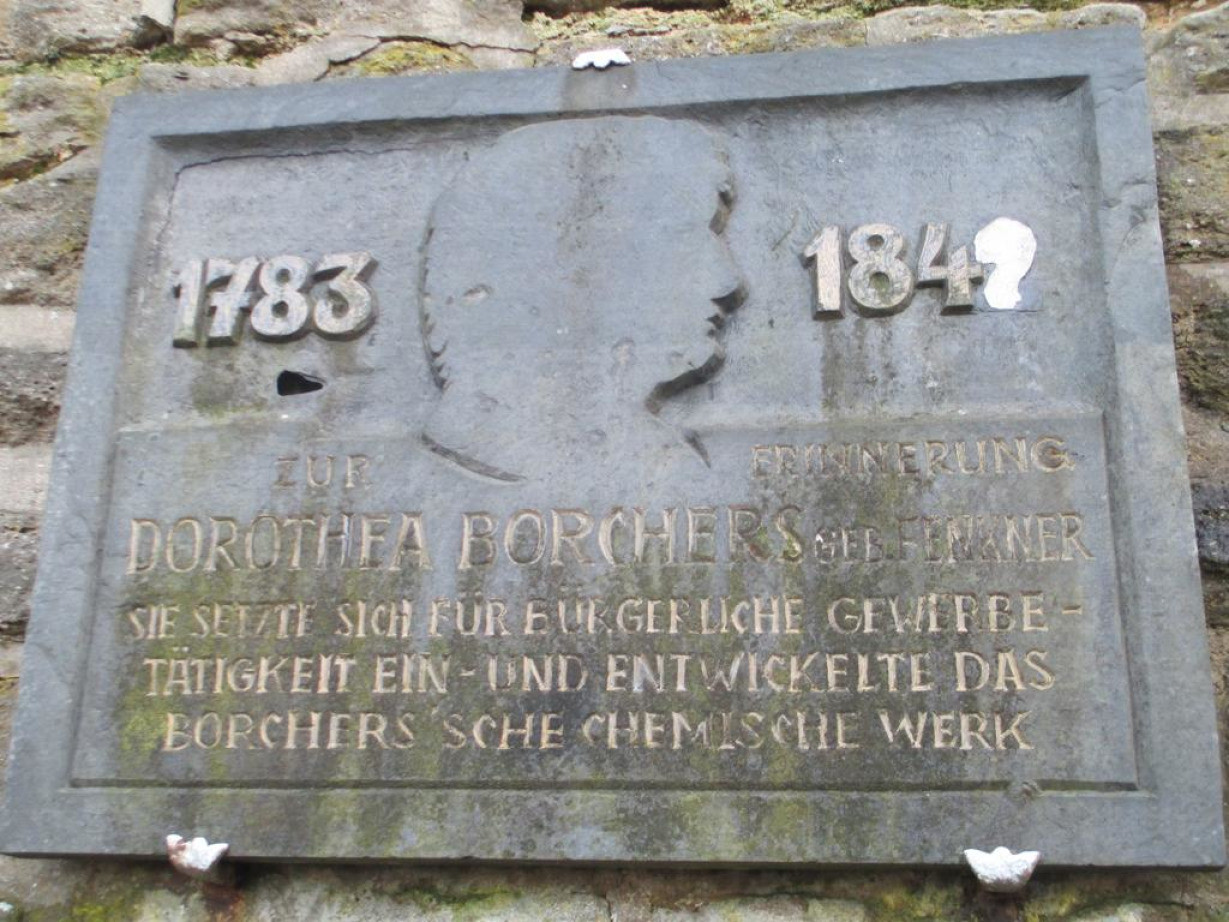 1783 1849
ZUR ERINNERUNG
DOROTHEA BORCHERS GEB. FENKNER
SIE SETZTE SICH FÜR BÜRGERLICHE GEWERBE-
TÄTIGKEIT EIN - UND ENTWICKELTE DAS
BORCHERS'SCHE CHEMISCHE WERK